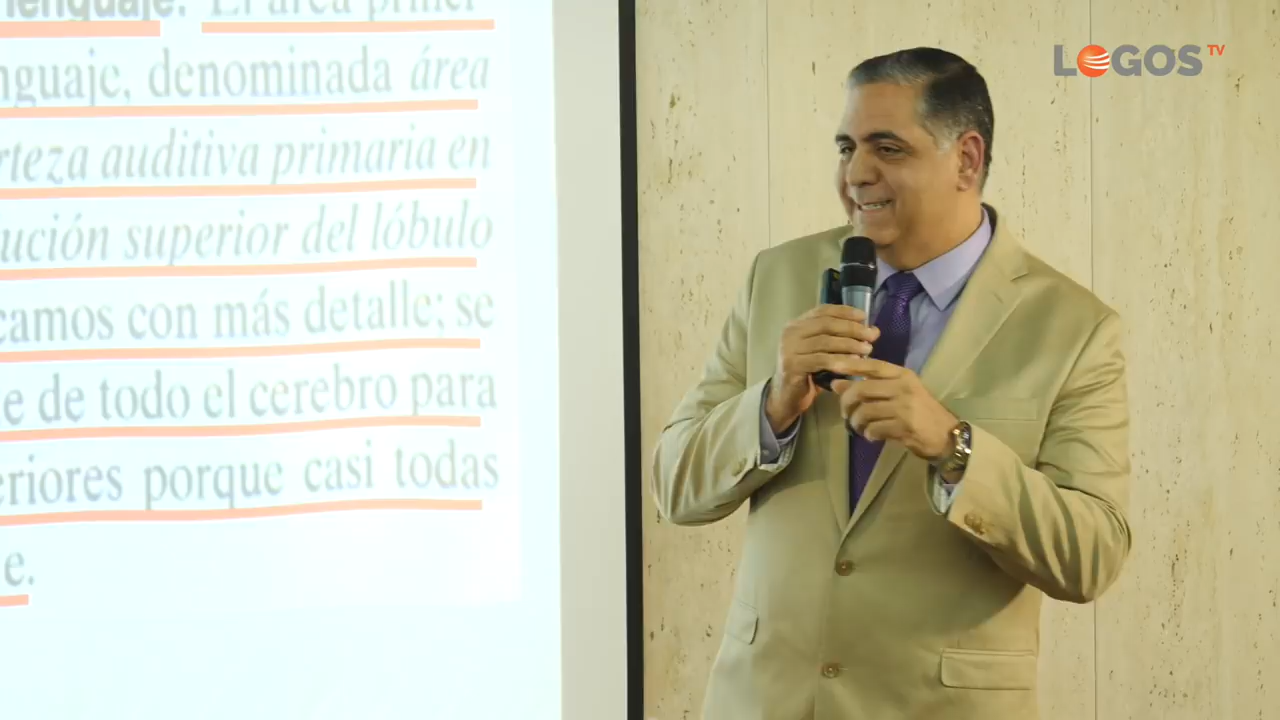 lenguaje. El área primer
nguaje, denominada área
rteza auditiva primaria en
ución superior del lóbulo
camos con más detalle; se
e de todo el cerebro para
eriores porque casi todas
e.
LOGOS TV